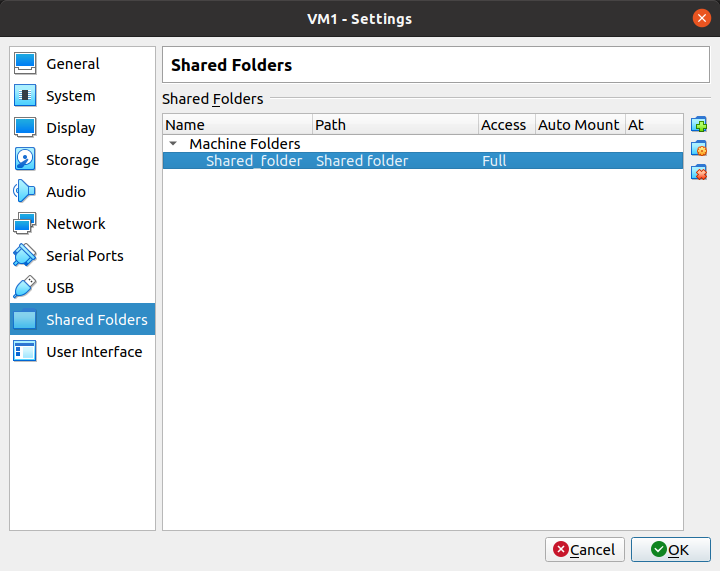 VM1 - Settings
General
System
Display
Storage
Audio
Network
Serial Ports
USB
Shared Folders
User Interface
Shared Folders
Shared Folders
Name Path Access Auto Mount At
Machine Folders
Shared_folder Shared folder Full
Cancel OK